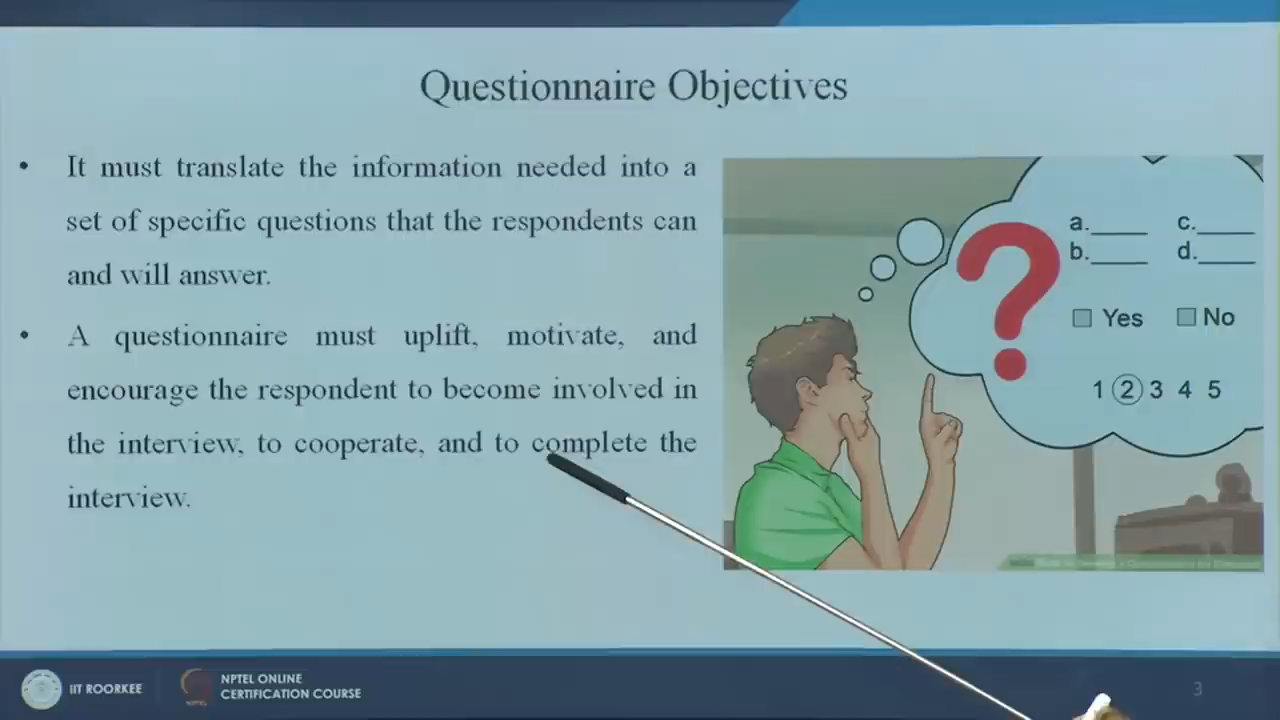 Questionnaire Objectives
• It must translate the information needed into a
set of specific questions that the respondents can
and will answer.
• A questionnaire must uplift, motivate, and
encourage the respondent to become involved in
the interview, to cooperate, and to complete the
interview.
a.____ c.____
b.____ d.____
Yes No
1 2 3 4 5
IIT ROORKEE
NPTEL ONLINE
CERTIFICATION COURSE
3